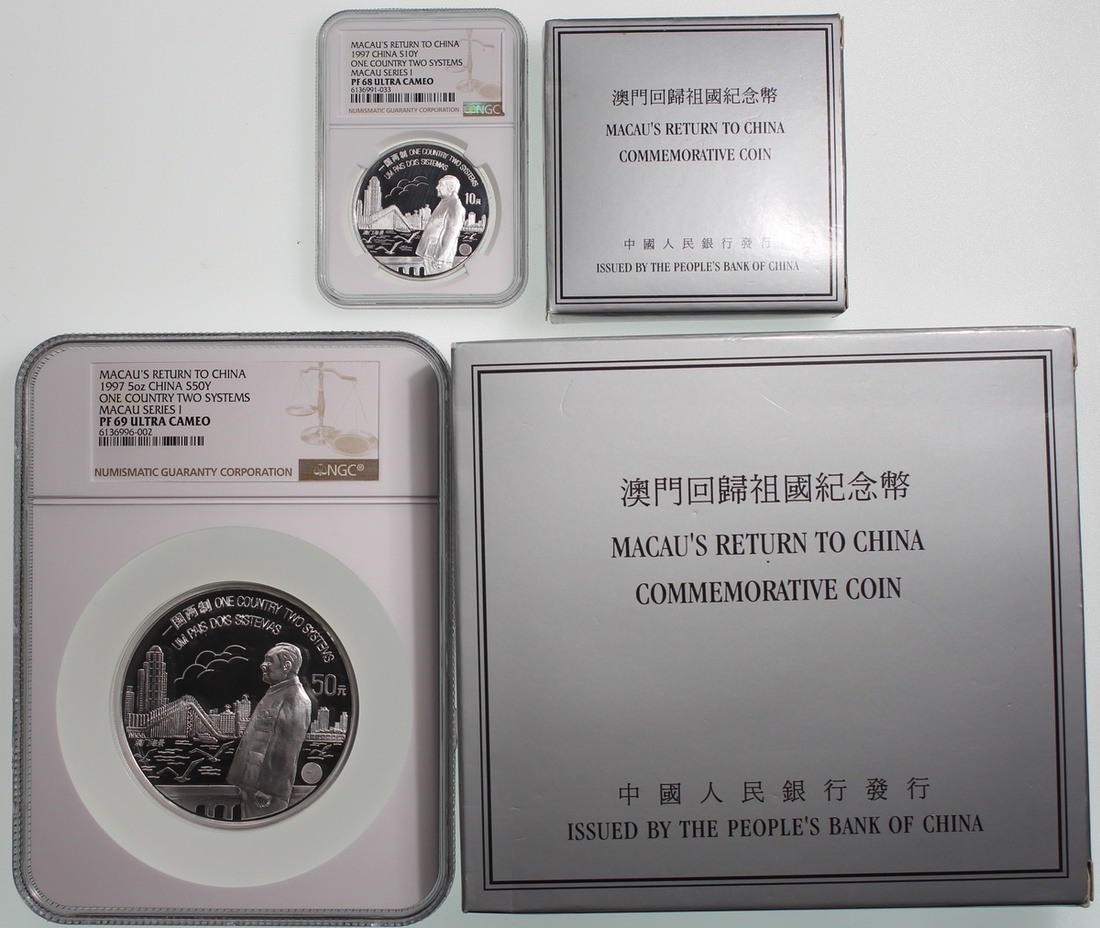 MACAU'S RETURN TO CHINA
1997 CHINA S10Y
ONE COUNTRY TWO SYSTEMS
MACAU SERIES I
PF 68 ULTRA CAMEO
6136991-033
NUMISMATIC GUARANTY CORPORATION
NGC
一国两制 ONE COUNTRY TWO SYSTEMS
UM PAIS DOIS SISTEMAS
10元
澳門回歸祖國紀念幣
MACAU'S RETURN TO CHINA
COMMEMORATIVE COIN
中國人民銀行發行
ISSUED BY THE PEOPLE'S BANK OF CHINA
MACAU'S RETURN TO CHINA
1997 5oz CHINA S50Y
ONE COUNTRY TWO SYSTEMS
MACAU SERIES I
PF 69 ULTRA CAMEO
6136996-002
NUMISMATIC GUARANTY CORPORATION
NGC®
一国两制 ONE COUNTRY TWO SYSTEMS
UM PAIS DOIS SISTEMAS
50元
澳門回歸祖國紀念幣
MACAU'S RETURN TO CHINA
COMMEMORATIVE COIN
中國人民銀行發行
ISSUED BY THE PEOPLE'S BANK OF CHINA